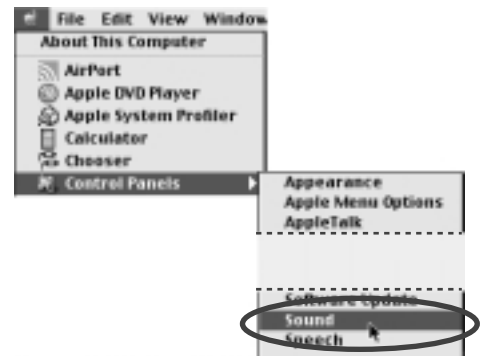 File Edit View Window
About This Computer
AirPort
Apple DVD Player
Apple System Profiler
Calculator
Chooser
Control Panels
Appearance
Apple Menu Options
AppleTalk
Software Update
Sound
Speech